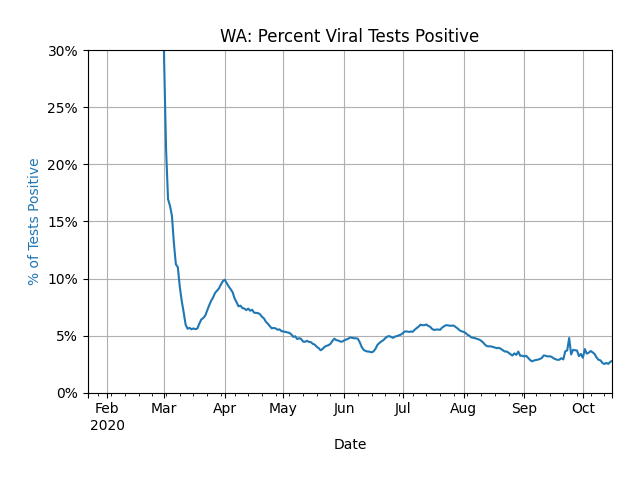 WA: Percent Viral Tests Positive
30%
25%
20%
15%
10%
5%
0%
% of Tests Positive
Feb Mar Apr May Jun Jul Aug Sep Oct
2020
Date